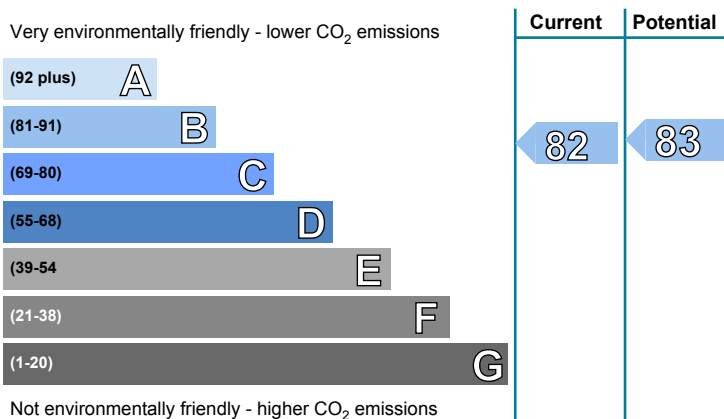 Current Potential
Very environmentally friendly - lower CO2 emissions
(92 plus) A
(81-91) B
82 83
(69-80) C
(55-68) D
(39-54 E
(21-38) F
(1-20) G
Not environmentally friendly - higher CO2 emissions